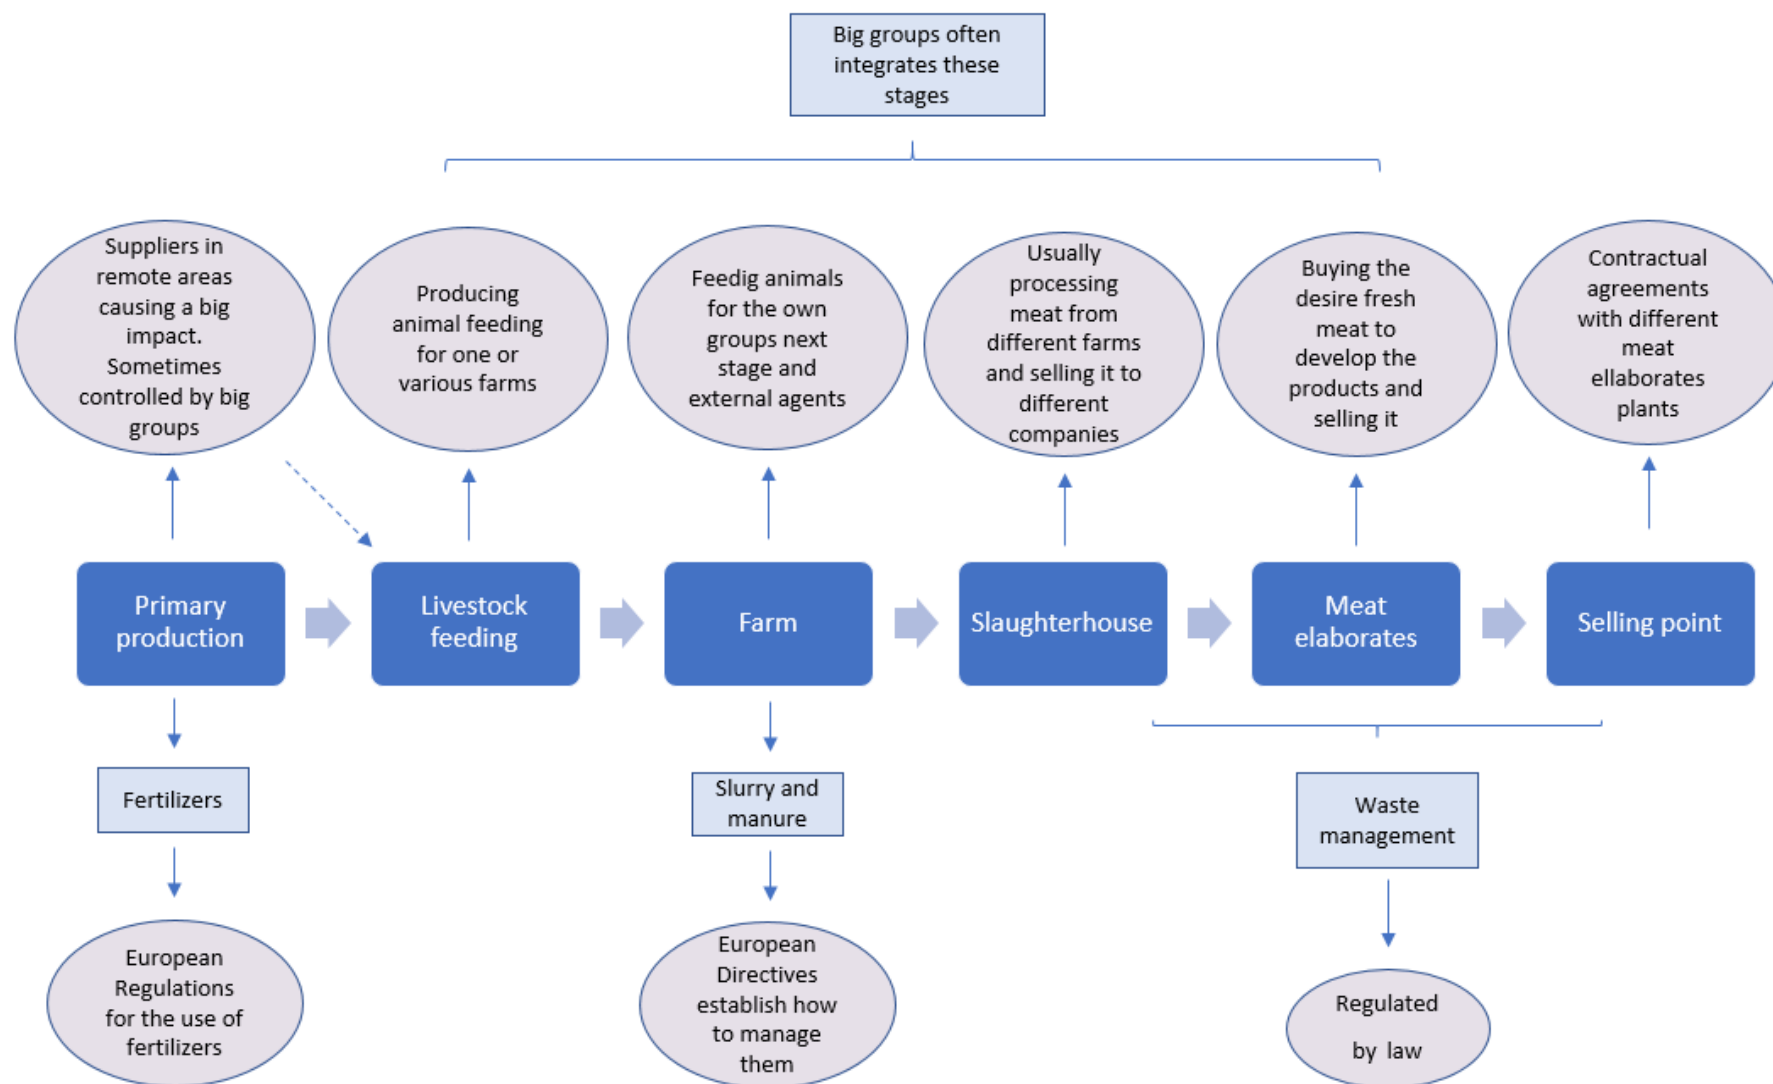 Big groups often
integrates these
stages
Suppliers in
remote areas
causing a big
impact.
Sometimes
controlled by big
groups
Producing
animal feeding
for one or
various farms
Feedig animals
for the own
groups next
stage and
external agents
Usually
processing
meat from
different farms
and selling it to
different
companies
Buying the
desire fresh
meat to
develop the
products and
selling it
Contractual
agreements
with different
meat
ellaborates
plants
Primary
production
Livestock
feeding
Farm
Slaughterhouse
Meat
elaborates
Selling point
Fertilizers
Slurry and
manure
Waste
management
European
Regulations
for the use of
fertilizers
European
Directives
establish how
to manage
them
Regulated
by law